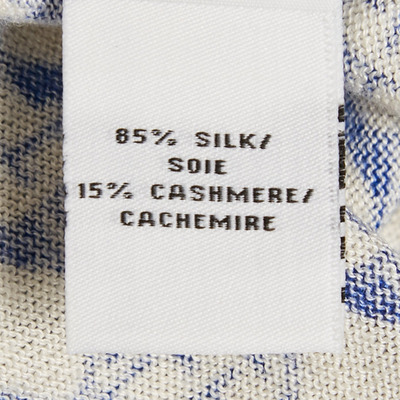 85% SILK/
SOIE
15% CASHMERE/
CACHEMIRE